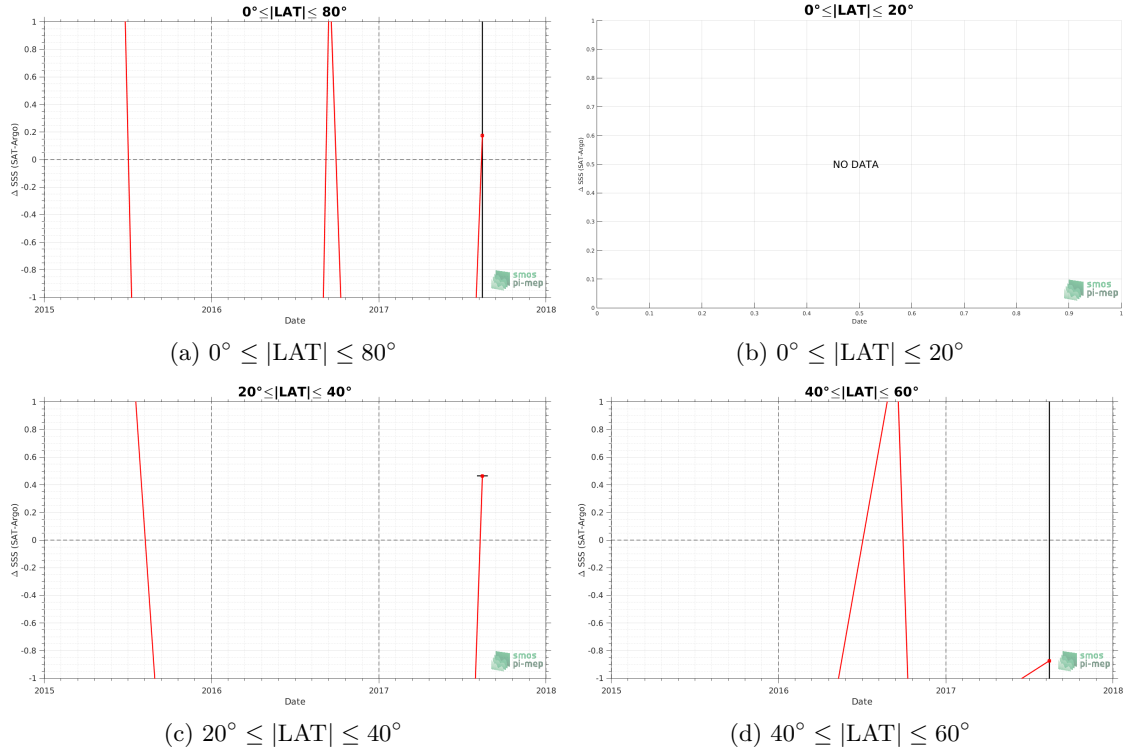 0°≤|LAT|≤ 80°
1
0.8
0.6
0.4
0.2
0
-0.2
-0.4
-0.6
-0.8
-1
Δ SSS (SAT-Argo)
2015
2016
2017
2018
Date
smos
pi-mep
(a) 0° ≤ |LAT| ≤ 80°
0°≤|LAT|≤ 20°
1
0.9
0.8
0.7
0.6
0.5
0.4
0.3
0.2
0.1
0
Δ SSS (SAT-Argo)
NO DATA
0
0.1
0.2
0.3
0.4
0.5
0.6
0.7
0.8
0.9
1
Date
smos
pi-mep
(b) 0° ≤ |LAT| ≤ 20°
20°≤|LAT|≤ 40°
1
0.8
0.6
0.4
0.2
0
-0.2
-0.4
-0.6
-0.8
-1
Δ SSS (SAT-Argo)
2015
2016
2017
2018
Date
smos
pi-mep
(c) 20° ≤ |LAT| ≤ 40°
40°≤|LAT|≤ 60°
1
0.8
0.6
0.4
0.2
0
-0.2
-0.4
-0.6
-0.8
-1
Δ SSS (SAT-Argo)
2015
2016
2017
2018
Date
smos
pi-mep
(d) 40° ≤ |LAT| ≤ 60°